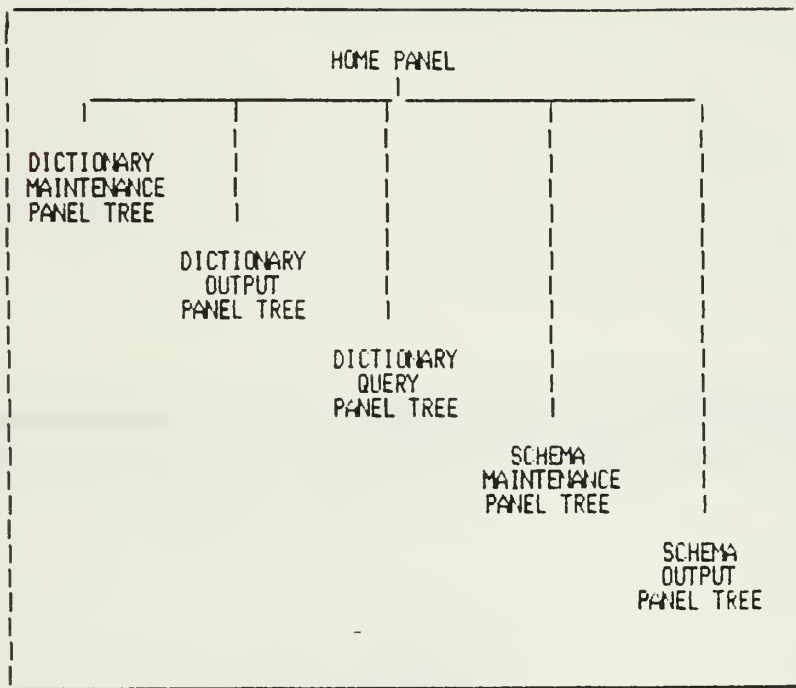 HOME PANEL
DICTIONARY
MAINTENANCE
PANEL TREE
DICTIONARY
OUTPUT
PANEL TREE
DICTIONARY
QUERY
PANEL TREE
SCHEMA
MAINTENANCE
PANEL TREE
SCHEMA
OUTPUT
PANEL TREE